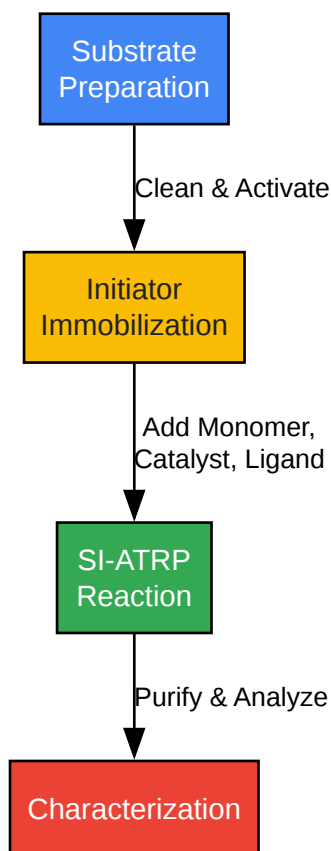 Substrate
Preparation
Clean & Activate
Initiator
Immobilization
Add Monomer,
Catalyst, Ligand
SI-ATRP
Reaction
Purify & Analyze
Characterization